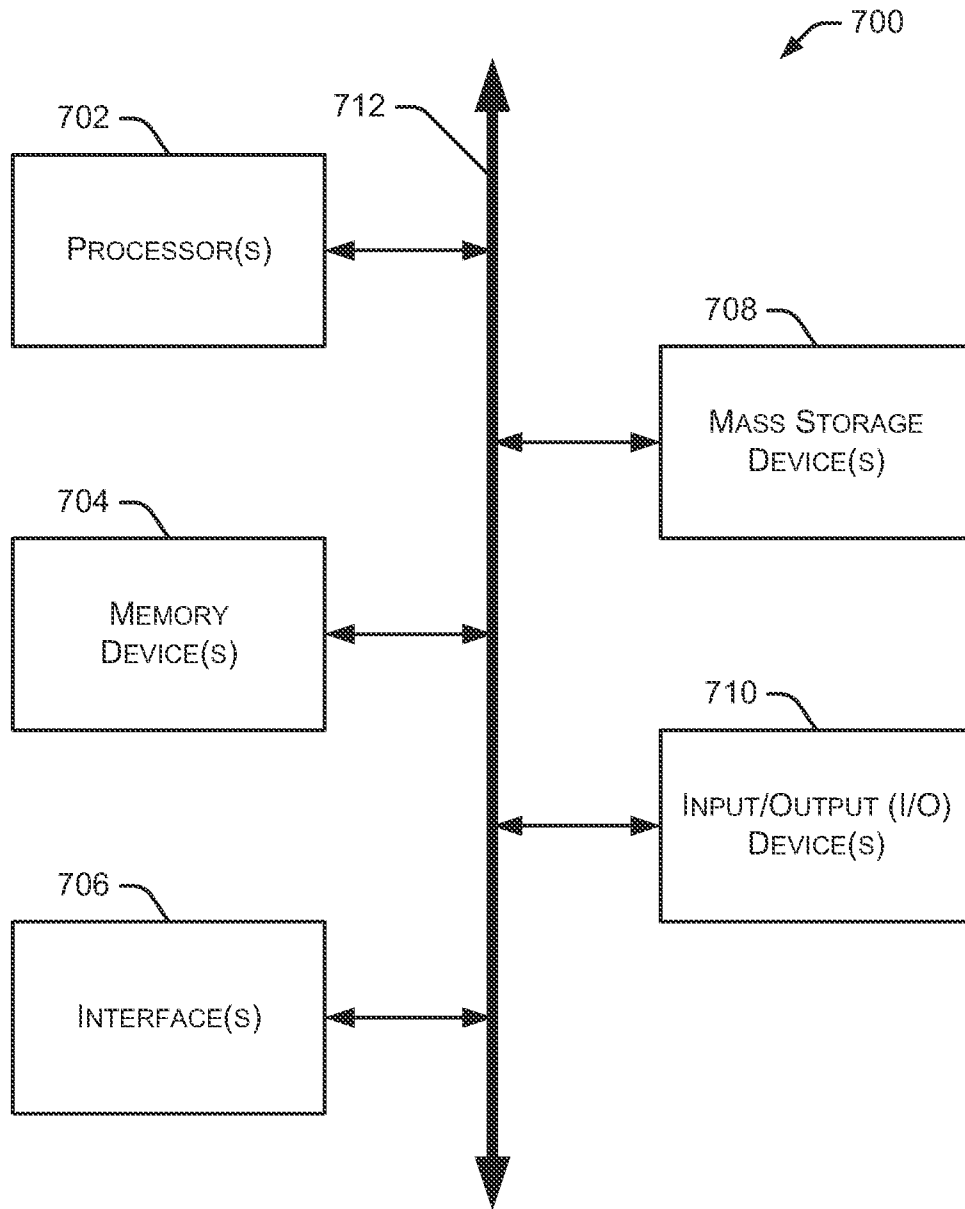 700
712
702
PROCESSOR(S)
708
MASS STORAGE
DEVICE(S)
704
MEMORY
DEVICE(S)
710
INPUT/OUTPUT (I/O)
DEVICE(S)
706
INTERFACE(S)